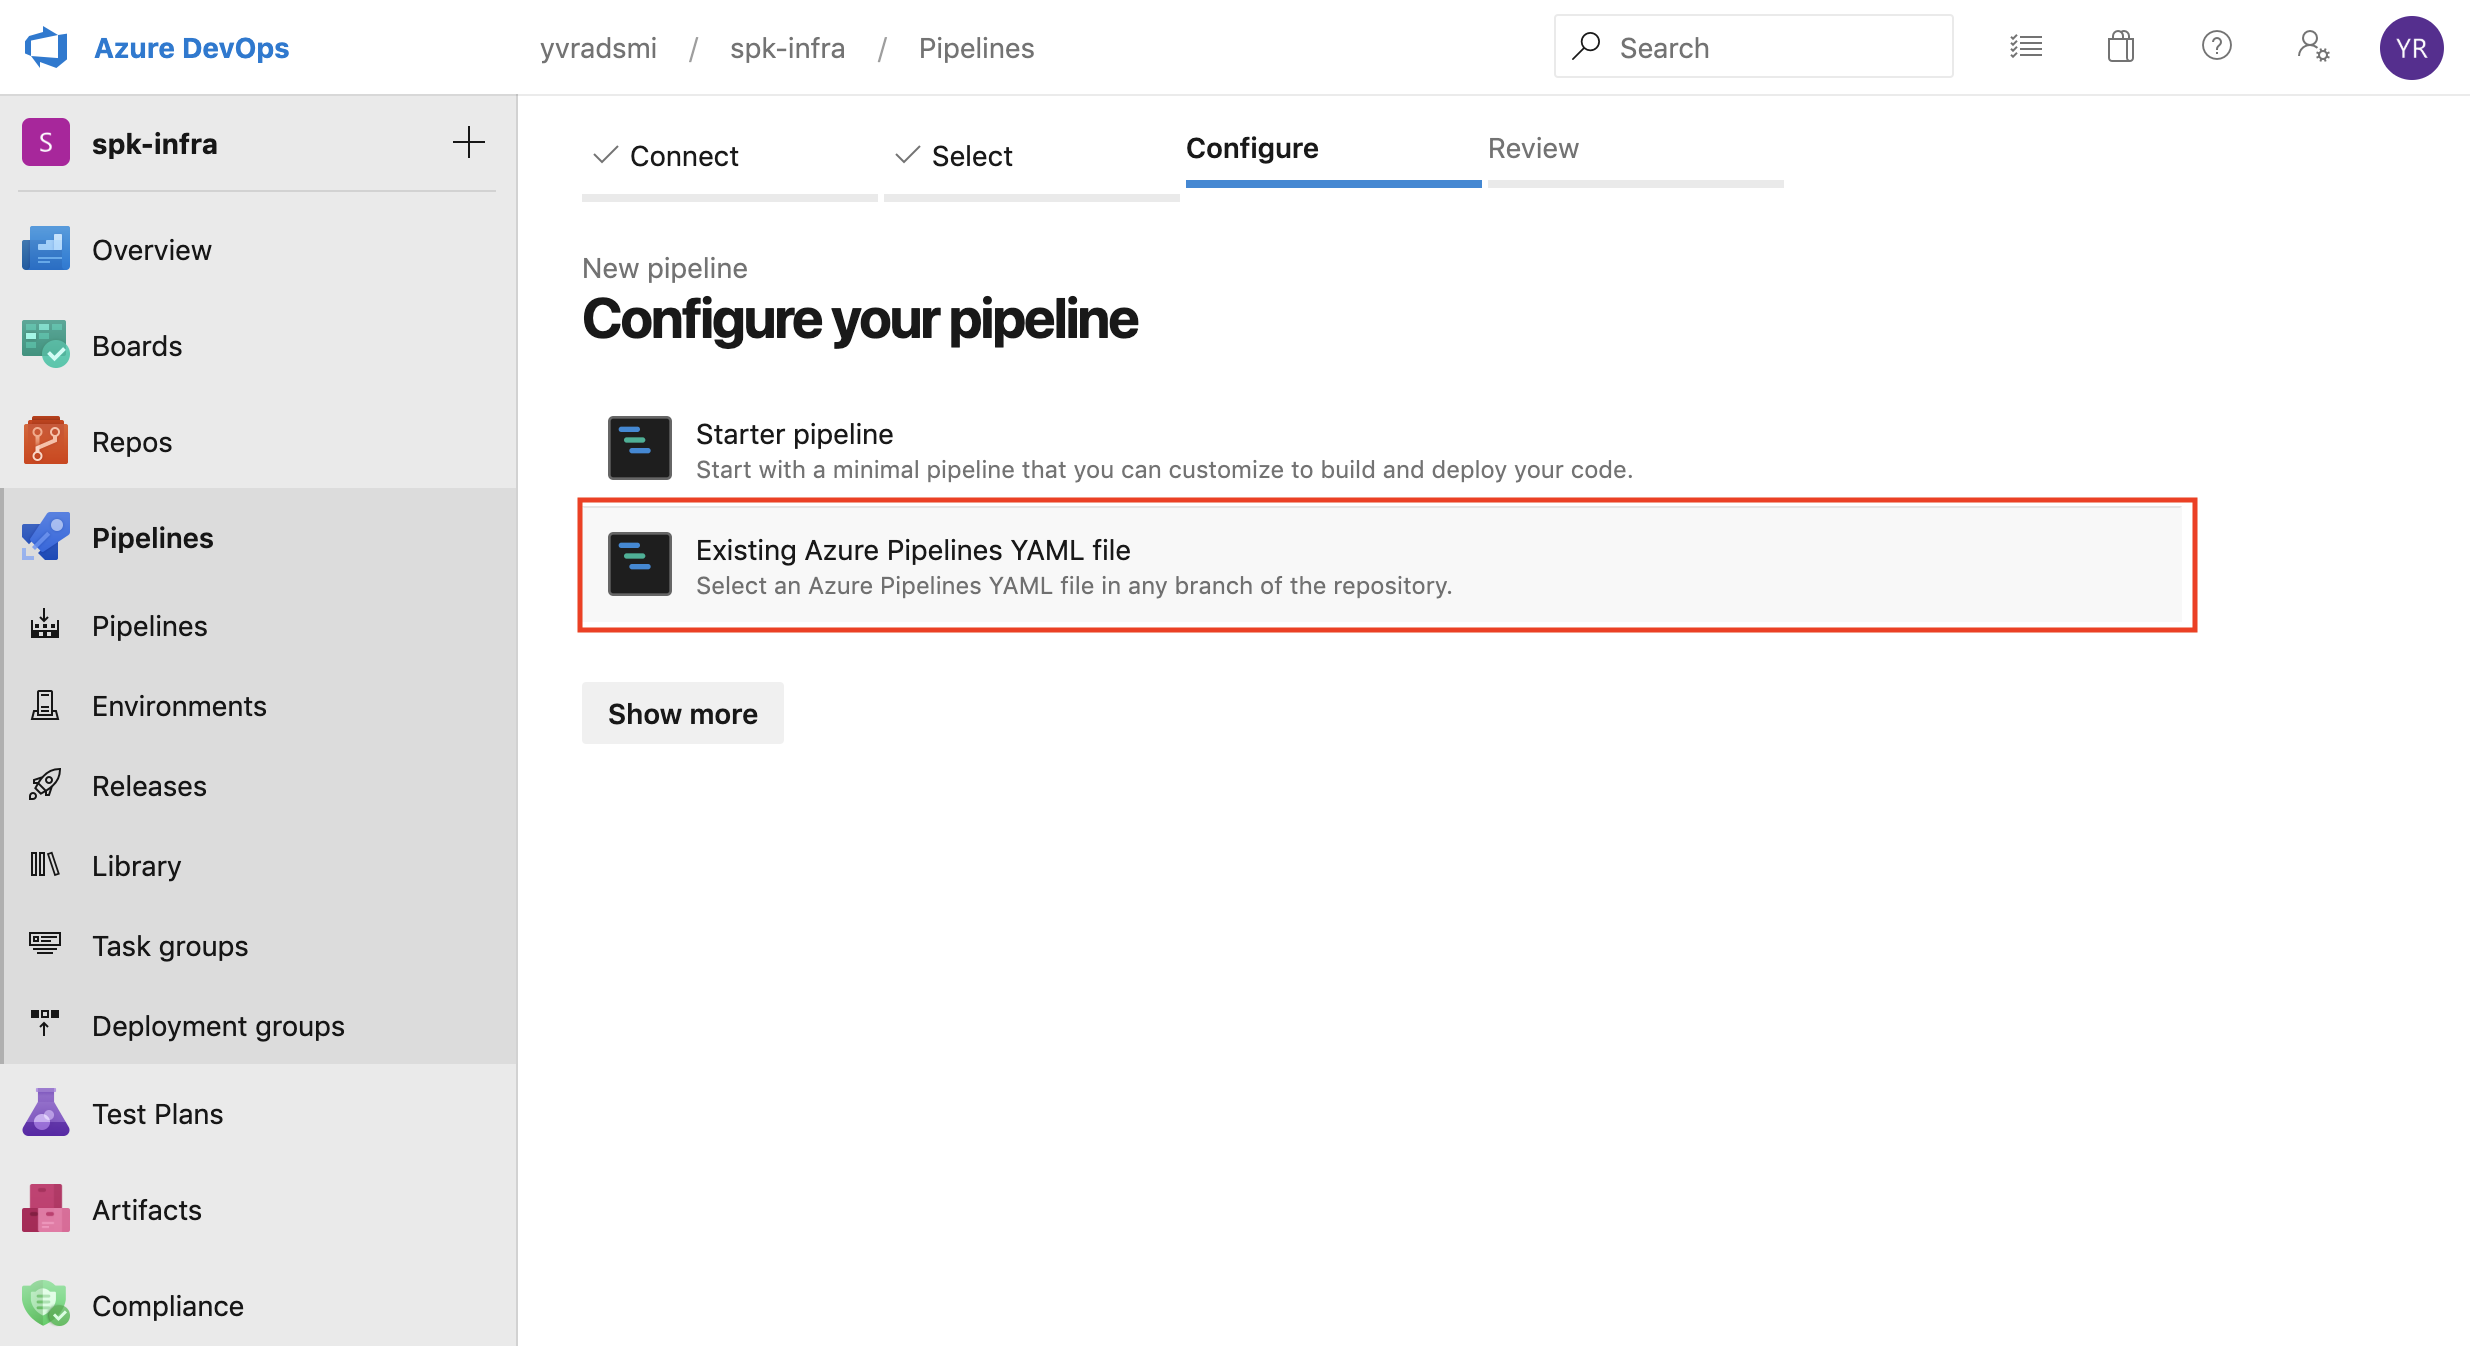 Azure DevOps
yvradsmi / spk-infra / Pipelines
Search
YR
S
spk-infra
Overview
Boards
Repos
Pipelines
Pipelines
Environments
Releases
Library
Task groups
Deployment groups
Test Plans
Artifacts
Compliance
Connect
Select
Configure
Review
New pipeline
Configure your pipeline
Starter pipeline
Start with a minimal pipeline that you can customize to build and deploy your code.
Existing Azure Pipelines YAML file
Select an Azure Pipelines YAML file in any branch of the repository.
Show more